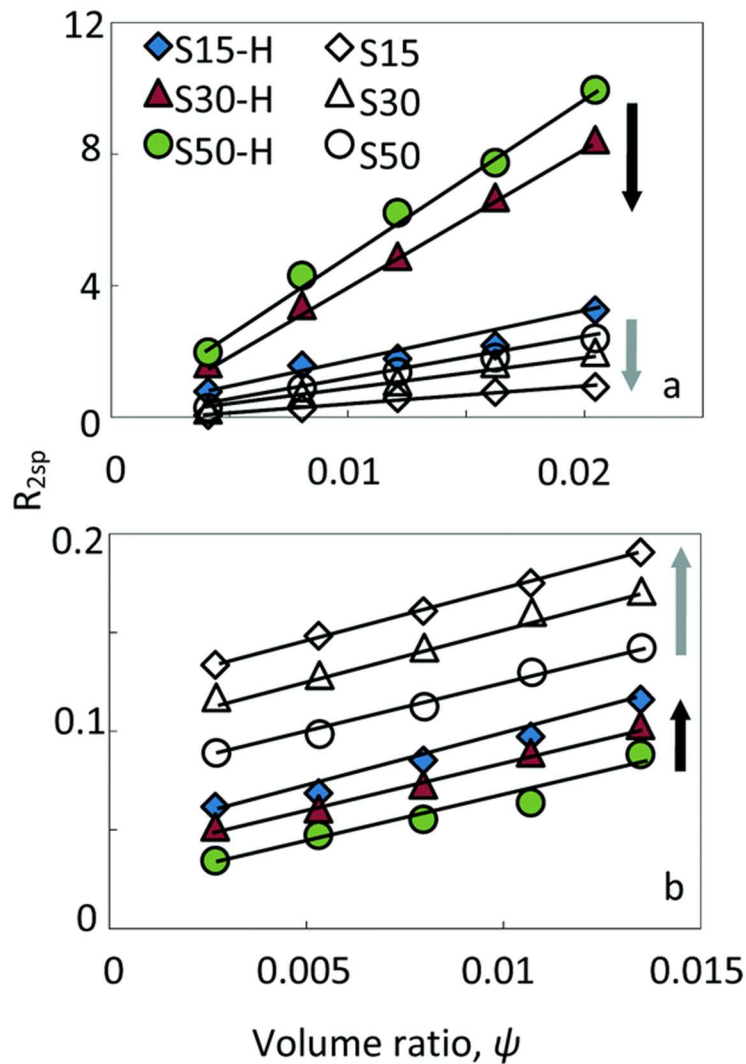 12
S15-H S15
S30-H S30
S50-H S50
8
4
0
a
0 0.01 0.02
R2sp
0.2
0.1
0
b
0 0.005 0.01 0.015
Volume ratio, ψ